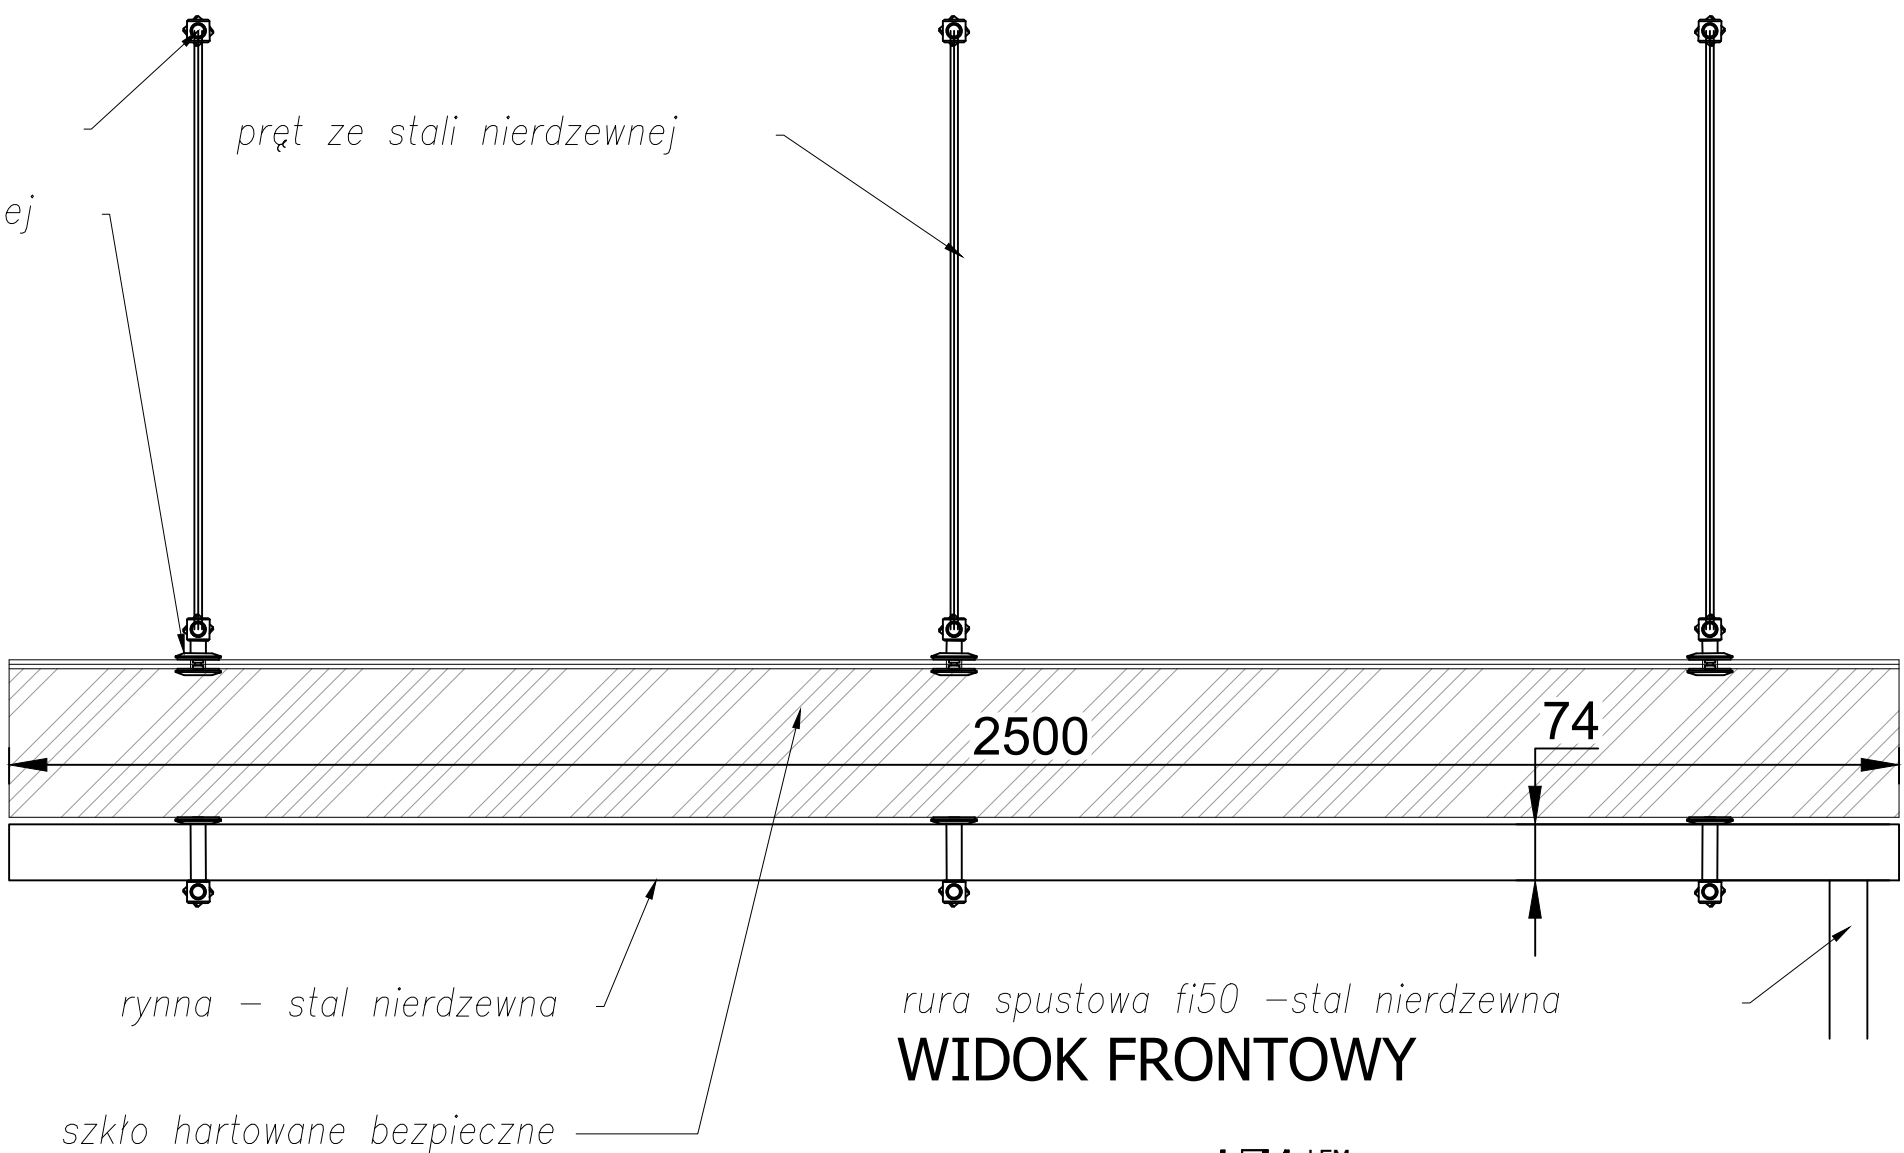 pręt ze stali nierdzewnej
ej
2500
74
rynna – stal nierdzewna
rura spustowa fi50 –stal nierdzewna
WIDOK FRONTOWY
szkło hartowane bezpieczne